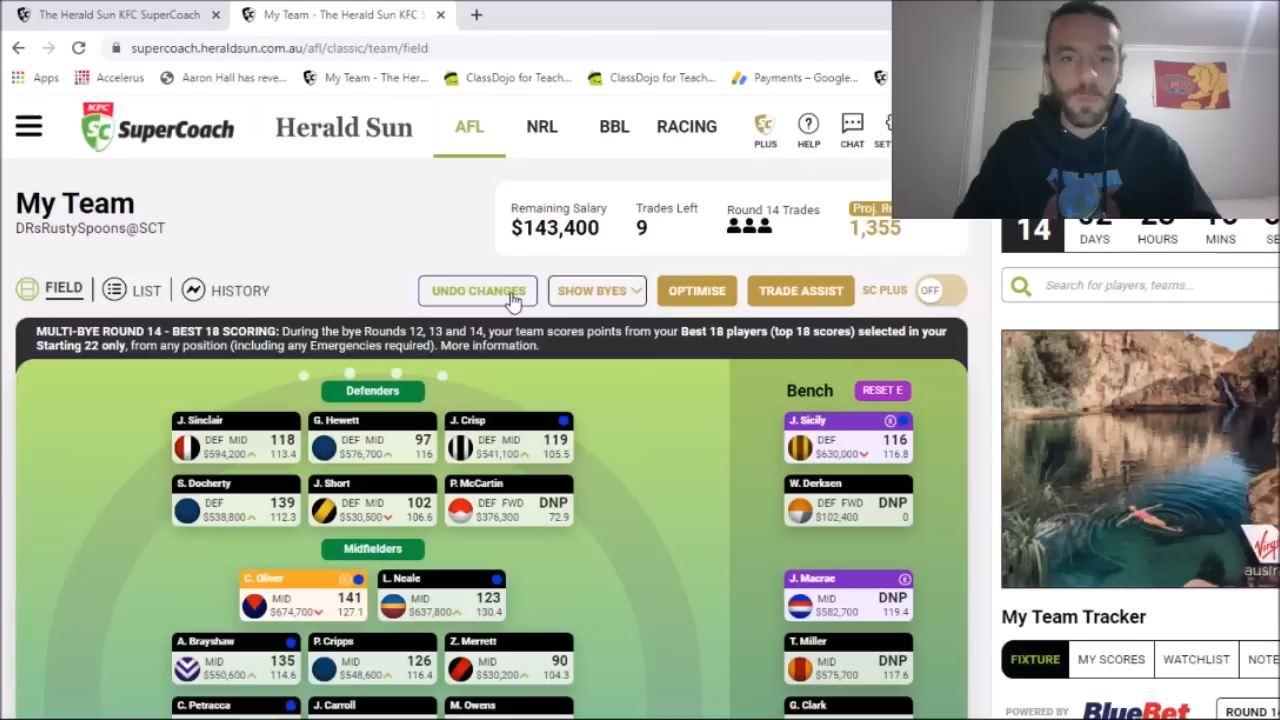 The Herald Sun KFC SuperCoach
My Team - The Herald Sun KFC S
supercoach.heraldsun.com.au/afl/classic/team/field
Apps Accelerus Aaron Hall has reve... My Team - The Her... ClassDojo for Teach... ClassDojo for Teach... Payments – Google...
KFC SC SuperCoach Herald Sun AFL NRL BBL RACING
PLUS HELP CHAT SET
My Team
DRsRustySpoons@SCT
Remaining Salary Trades Left Round 14 Trades Proj. R
$143,400 9 1,355
14 DAYS HOURS MINS SE
FIELD LIST HISTORY UNDO CHANGES SHOW BYES OPTIMISE TRADE ASSIST SC PLUS OFF
Search for players, teams...
MULTI-BYE ROUND 14 - BEST 18 SCORING: During the bye Rounds 12, 13 and 14, your team scores points from your Best 18 players (top 18 scores) selected in your
Starting 22 only, from any position (including any Emergencies required). More information.
Defenders
Bench RESET E
J. Sinclair G. Hewett J. Crisp J. Sicily E
DEF MID 118 DEF MID 97 DEF MID 119 DEF 116
$594,200 113.4 $576,700 116 $541,100 105.5 $630,000 116.8
S. Docherty J. Short P. McCartin W. Derksen
DEF 139 DEF MID 102 DEF FWD DNP DEF FWD DNP
$538,800 112.3 $530,500 106.6 $376,300 72.9 $102,400 0
Midfielders
C. Oliver L. Neale J. Macrae E
MID 141 MID 123 MID DNP
$674,700 127.1 $637,800 130.4 $582,700 119.4
A. Brayshaw P. Cripps Z. Merrett T. Miller
MID 135 MID 126 MID 90 MID DNP
$550,600 114.6 $548,600 116.4 $530,200 104.3 $575,700 117.6
C. Petracca J. Carroll M. Owens G. Clark
Virgin
austr
My Team Tracker
FIXTURE MY SCORES WATCHLIST NOTE
POWERED BY BlueBet ROUND 14